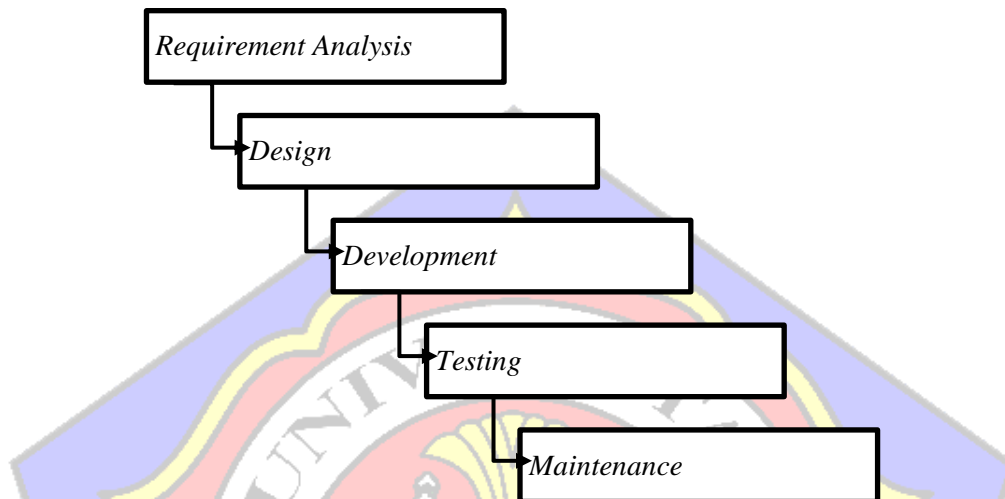 Requirement Analysis
Design
Development
Testing
Maintenance